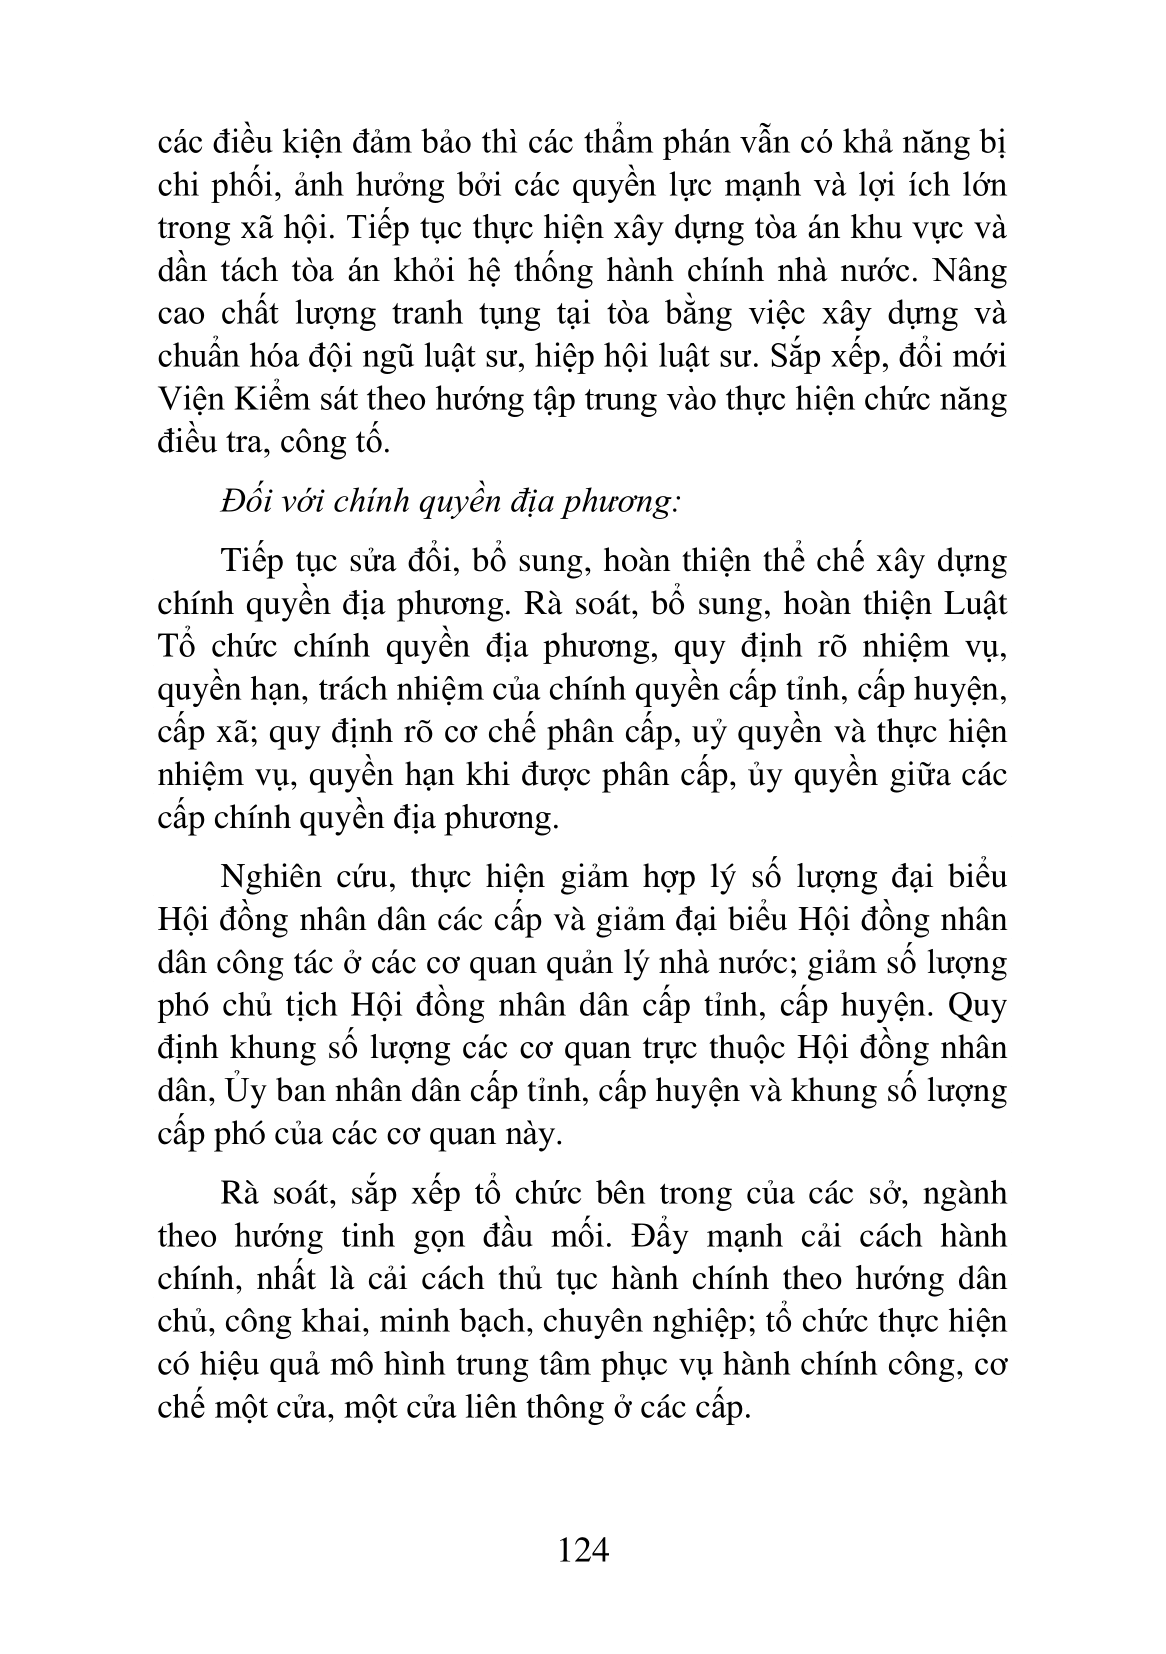 các điều kiện đảm bảo thì các thẩm phán vẫn có khả năng bị
chi phối, ảnh hưởng bởi các quyền lực mạnh và lợi ích lớn
trong xã hội. Tiếp tục thực hiện xây dựng tòa án khu vực và
dần tách tòa án khỏi hệ thống hành chính nhà nước. Nâng
cao chất lượng tranh tụng tại tòa bằng việc xây dựng và
chuẩn hóa đội ngũ luật sư, hiệp hội luật sư. Sắp xếp, đổi mới
Viện Kiểm sát theo hướng tập trung vào thực hiện chức năng
điều tra, công tố.
Đối với chính quyền địa phương:
Tiếp tục sửa đổi, bổ sung, hoàn thiện thể chế xây dựng
chính quyền địa phương. Rà soát, bổ sung, hoàn thiện Luật
Tổ chức chính quyền địa phương, quy định rõ nhiệm vụ,
quyền hạn, trách nhiệm của chính quyền cấp tỉnh, cấp huyện,
cấp xã; quy định rõ cơ chế phân cấp, uỷ quyền và thực hiện
nhiệm vụ, quyền hạn khi được phân cấp, ủy quyền giữa các
cấp chính quyền địa phương.
Nghiên cứu, thực hiện giảm hợp lý số lượng đại biểu
Hội đồng nhân dân các cấp và giảm đại biểu Hội đồng nhân
dân công tác ở các cơ quan quản lý nhà nước; giảm số lượng
phó chủ tịch Hội đồng nhân dân cấp tỉnh, cấp huyện. Quy
định khung số lượng các cơ quan trực thuộc Hội đồng nhân
dân, Ủy ban nhân dân cấp tỉnh, cấp huyện và khung số lượng
cấp phó của các cơ quan này.
Rà soát, sắp xếp tổ chức bên trong của các sở, ngành
theo hướng tinh gọn đầu mối. Đẩy mạnh cải cách hành
chính, nhất là cải cách thủ tục hành chính theo hướng dân
chủ, công khai, minh bạch, chuyên nghiệp; tổ chức thực hiện
có hiệu quả mô hình trung tâm phục vụ hành chính công, cơ
chế một cửa, một cửa liên thông ở các cấp.
124